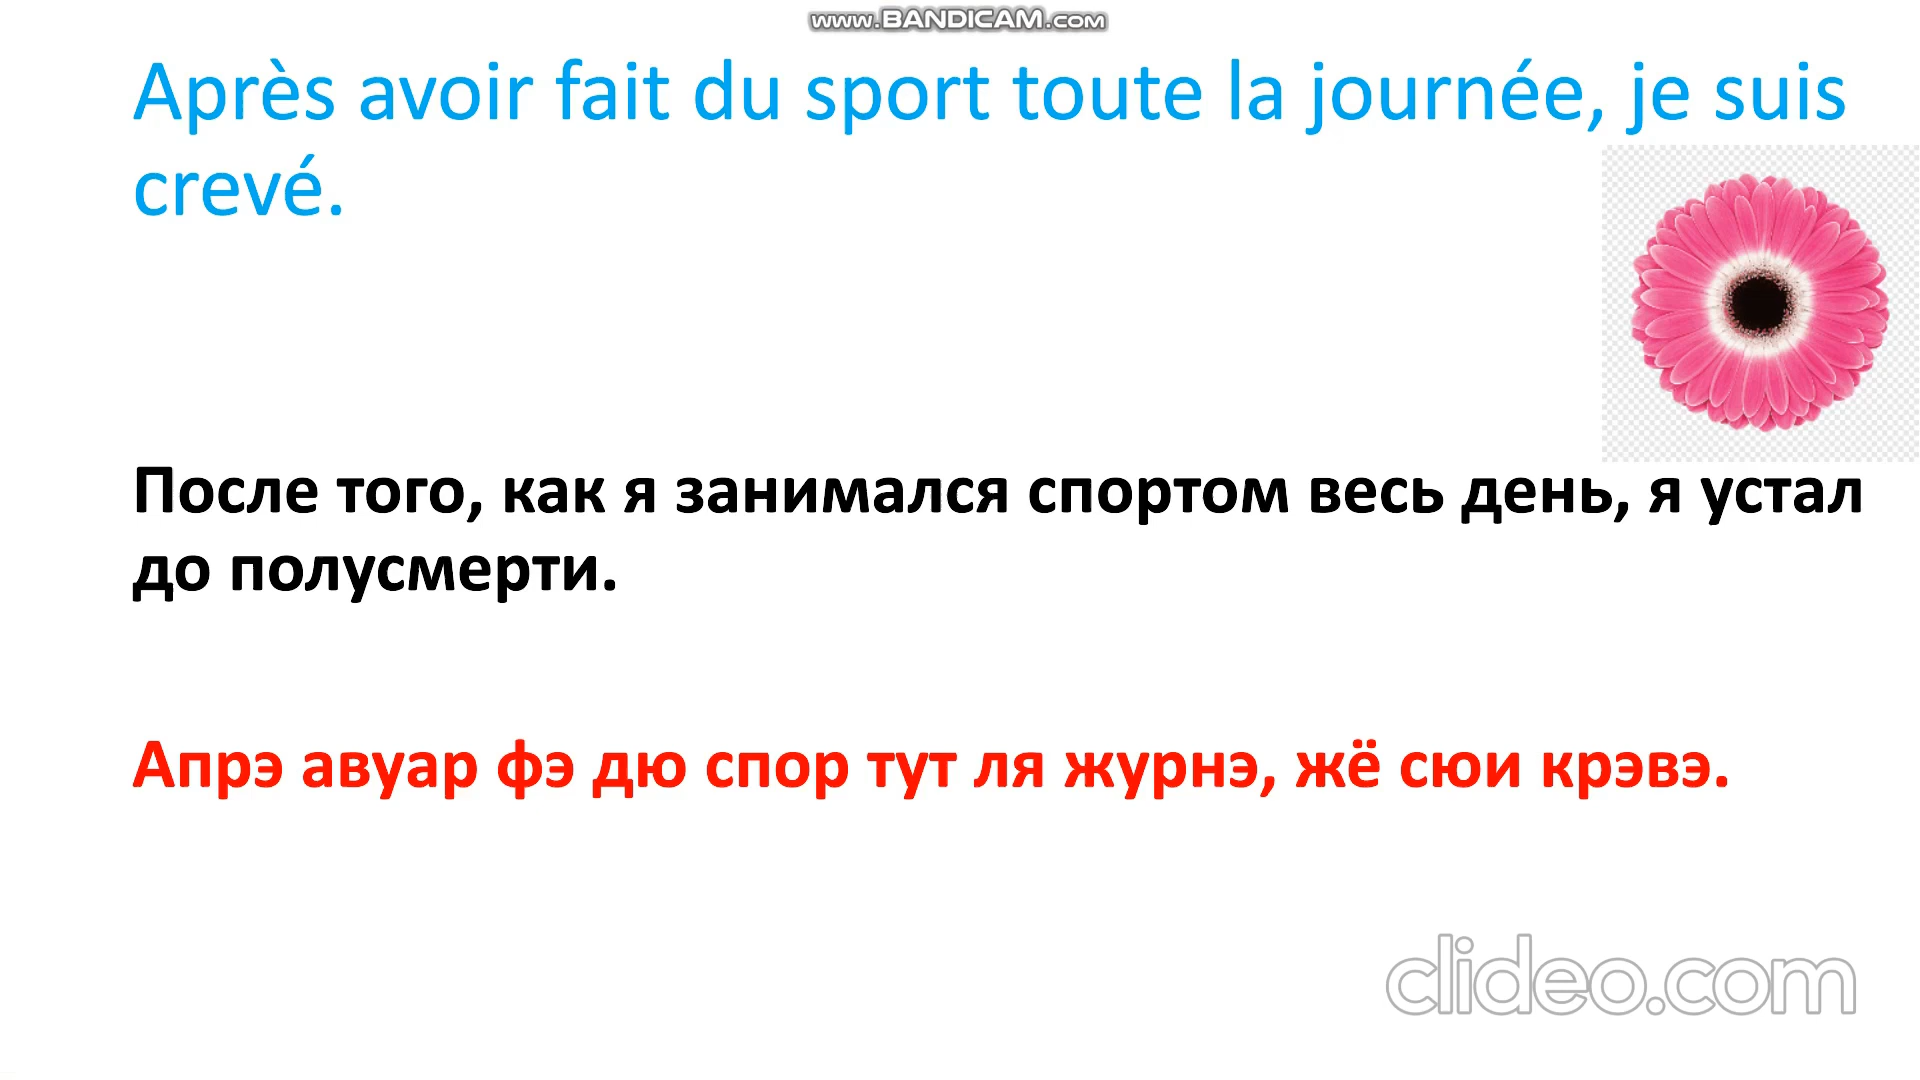 www.BANDICAM.com
Après avoir fait du sport toute la journée, je suis
crevé.
После того, как я занимался спортом весь день, я устал
до полусмерти.
Апрэ авуар фэ дю спор тут ля журнэ, жё сюи крэвэ.
clideo.com